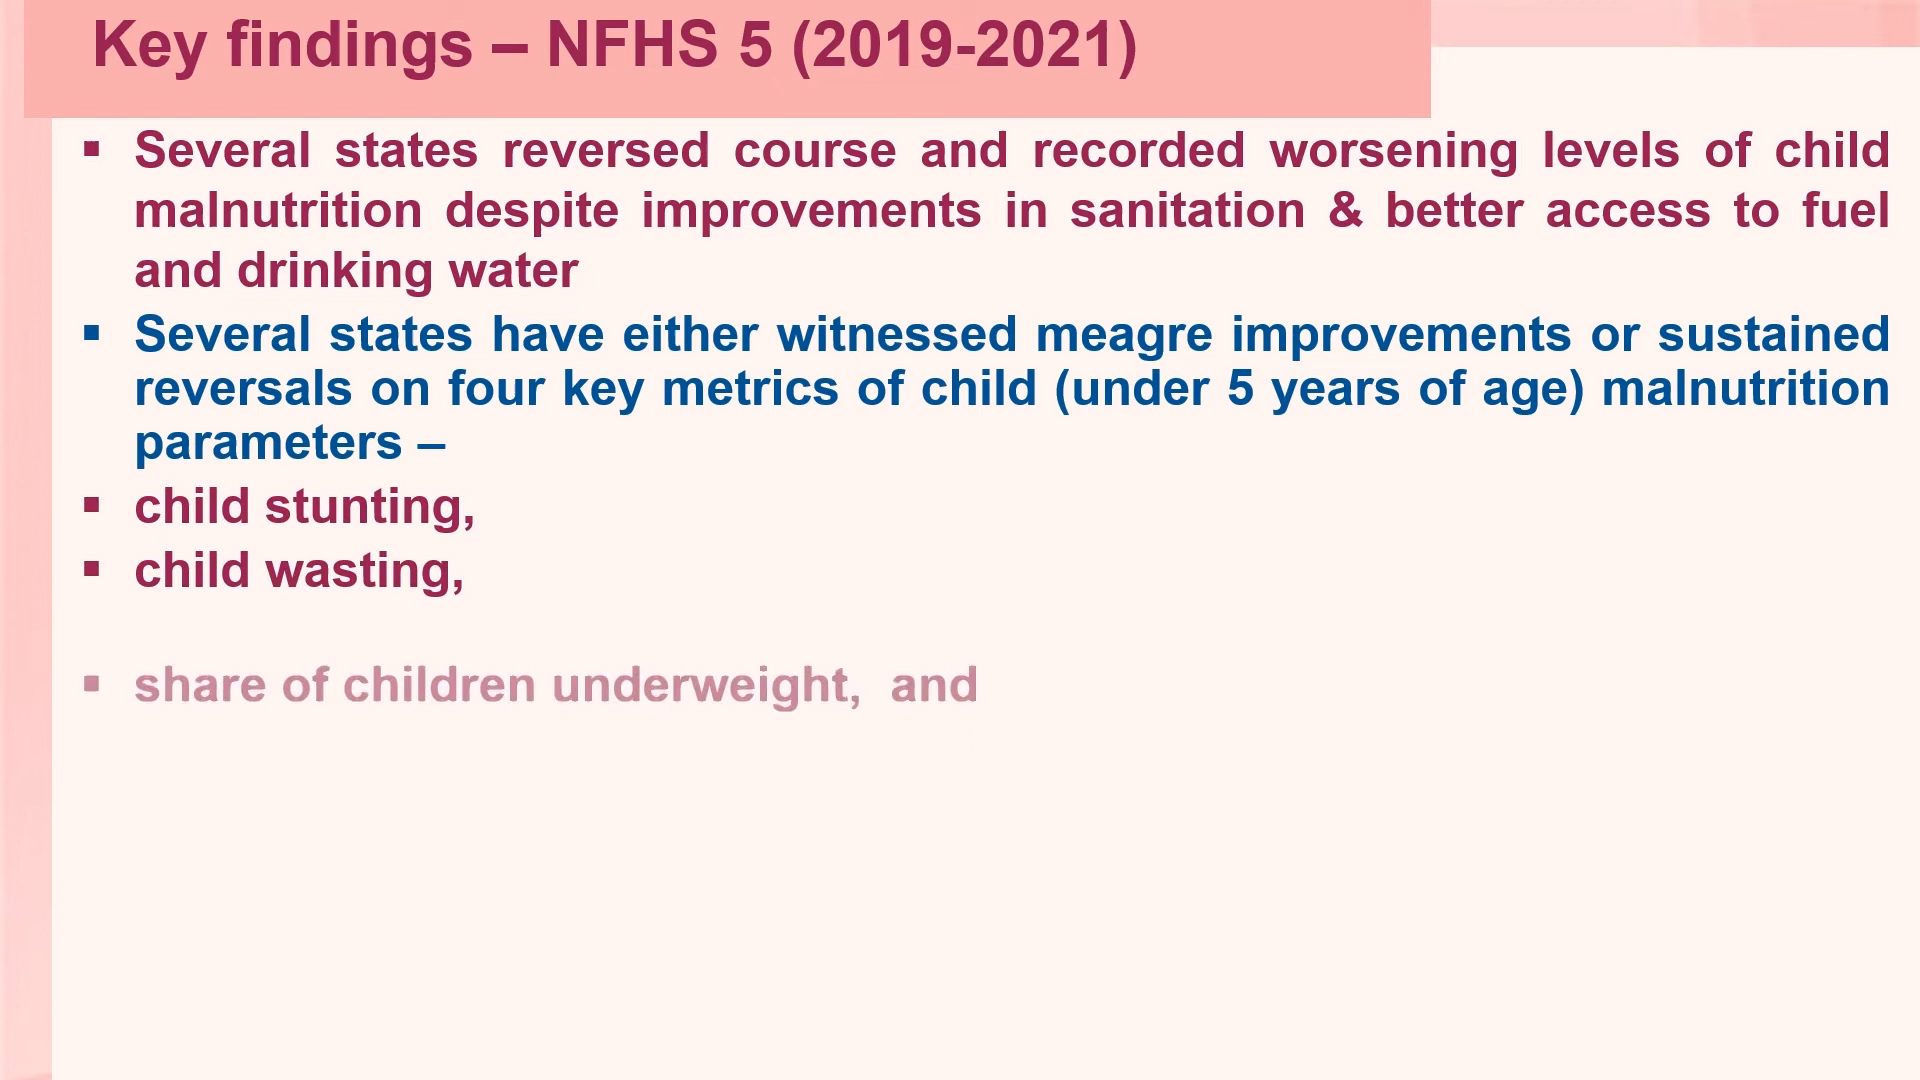 Key findings – NFHS 5 (2019-2021)
▪ Several states reversed course and recorded worsening levels of child
malnutrition despite improvements in sanitation & better access to fuel
and drinking water
▪ Several states have either witnessed meagre improvements or sustained
reversals on four key metrics of child (under 5 years of age) malnutrition
parameters –
▪ child stunting,
▪ child wasting,
▪ share of children underweight, and